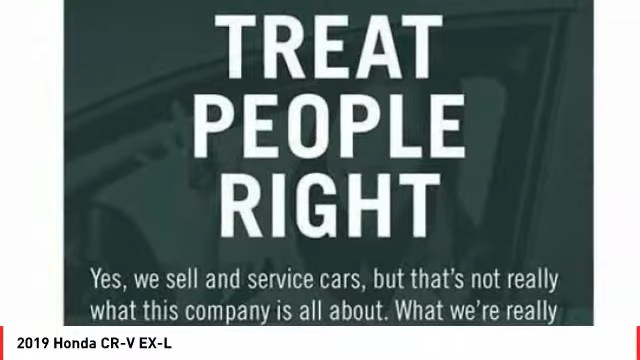 TREAT
PEOPLE
RIGHT
Yes, we sell and service cars, but that's not really
what this company is all about. What we're really
2019 Honda CR-V EX-L